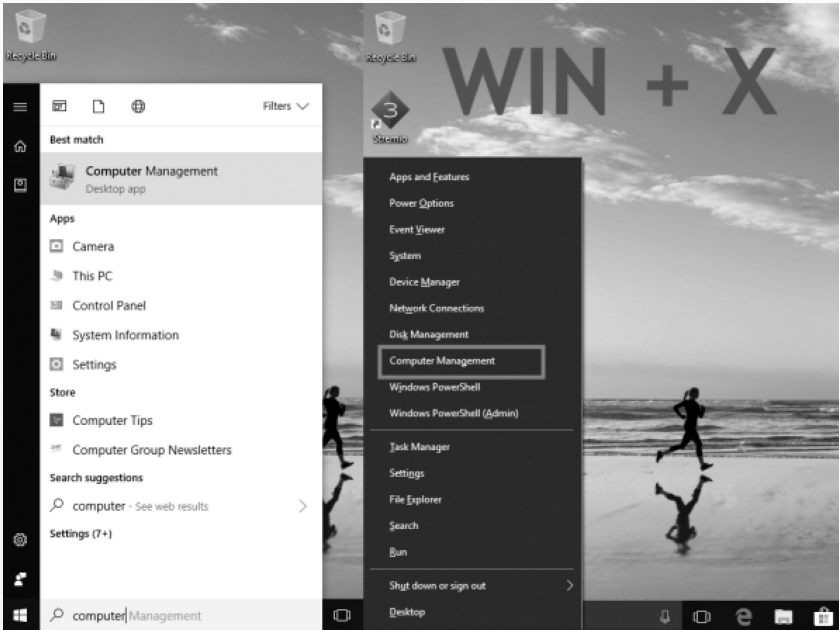 Recycle Bin
Filters
Best match
Computer Management
Desktop app
Apps
Camera
This PC
Control Panel
System Information
Settings
Store
Computer Tips
Computer Group Newsletters
Search suggestions
computer - See web results
Settings (7+)
computer Management
Recycle Bin
WIN + X
3
Stremio
Apps and Features
Power Options
Event Viewer
System
Device Manager
Network Connections
Disk Management
Computer Management
Windows PowerShell
Windows PowerShell (Admin)
Task Manager
Settings
File Explorer
Search
Run
Shut down or sign out
Desktop